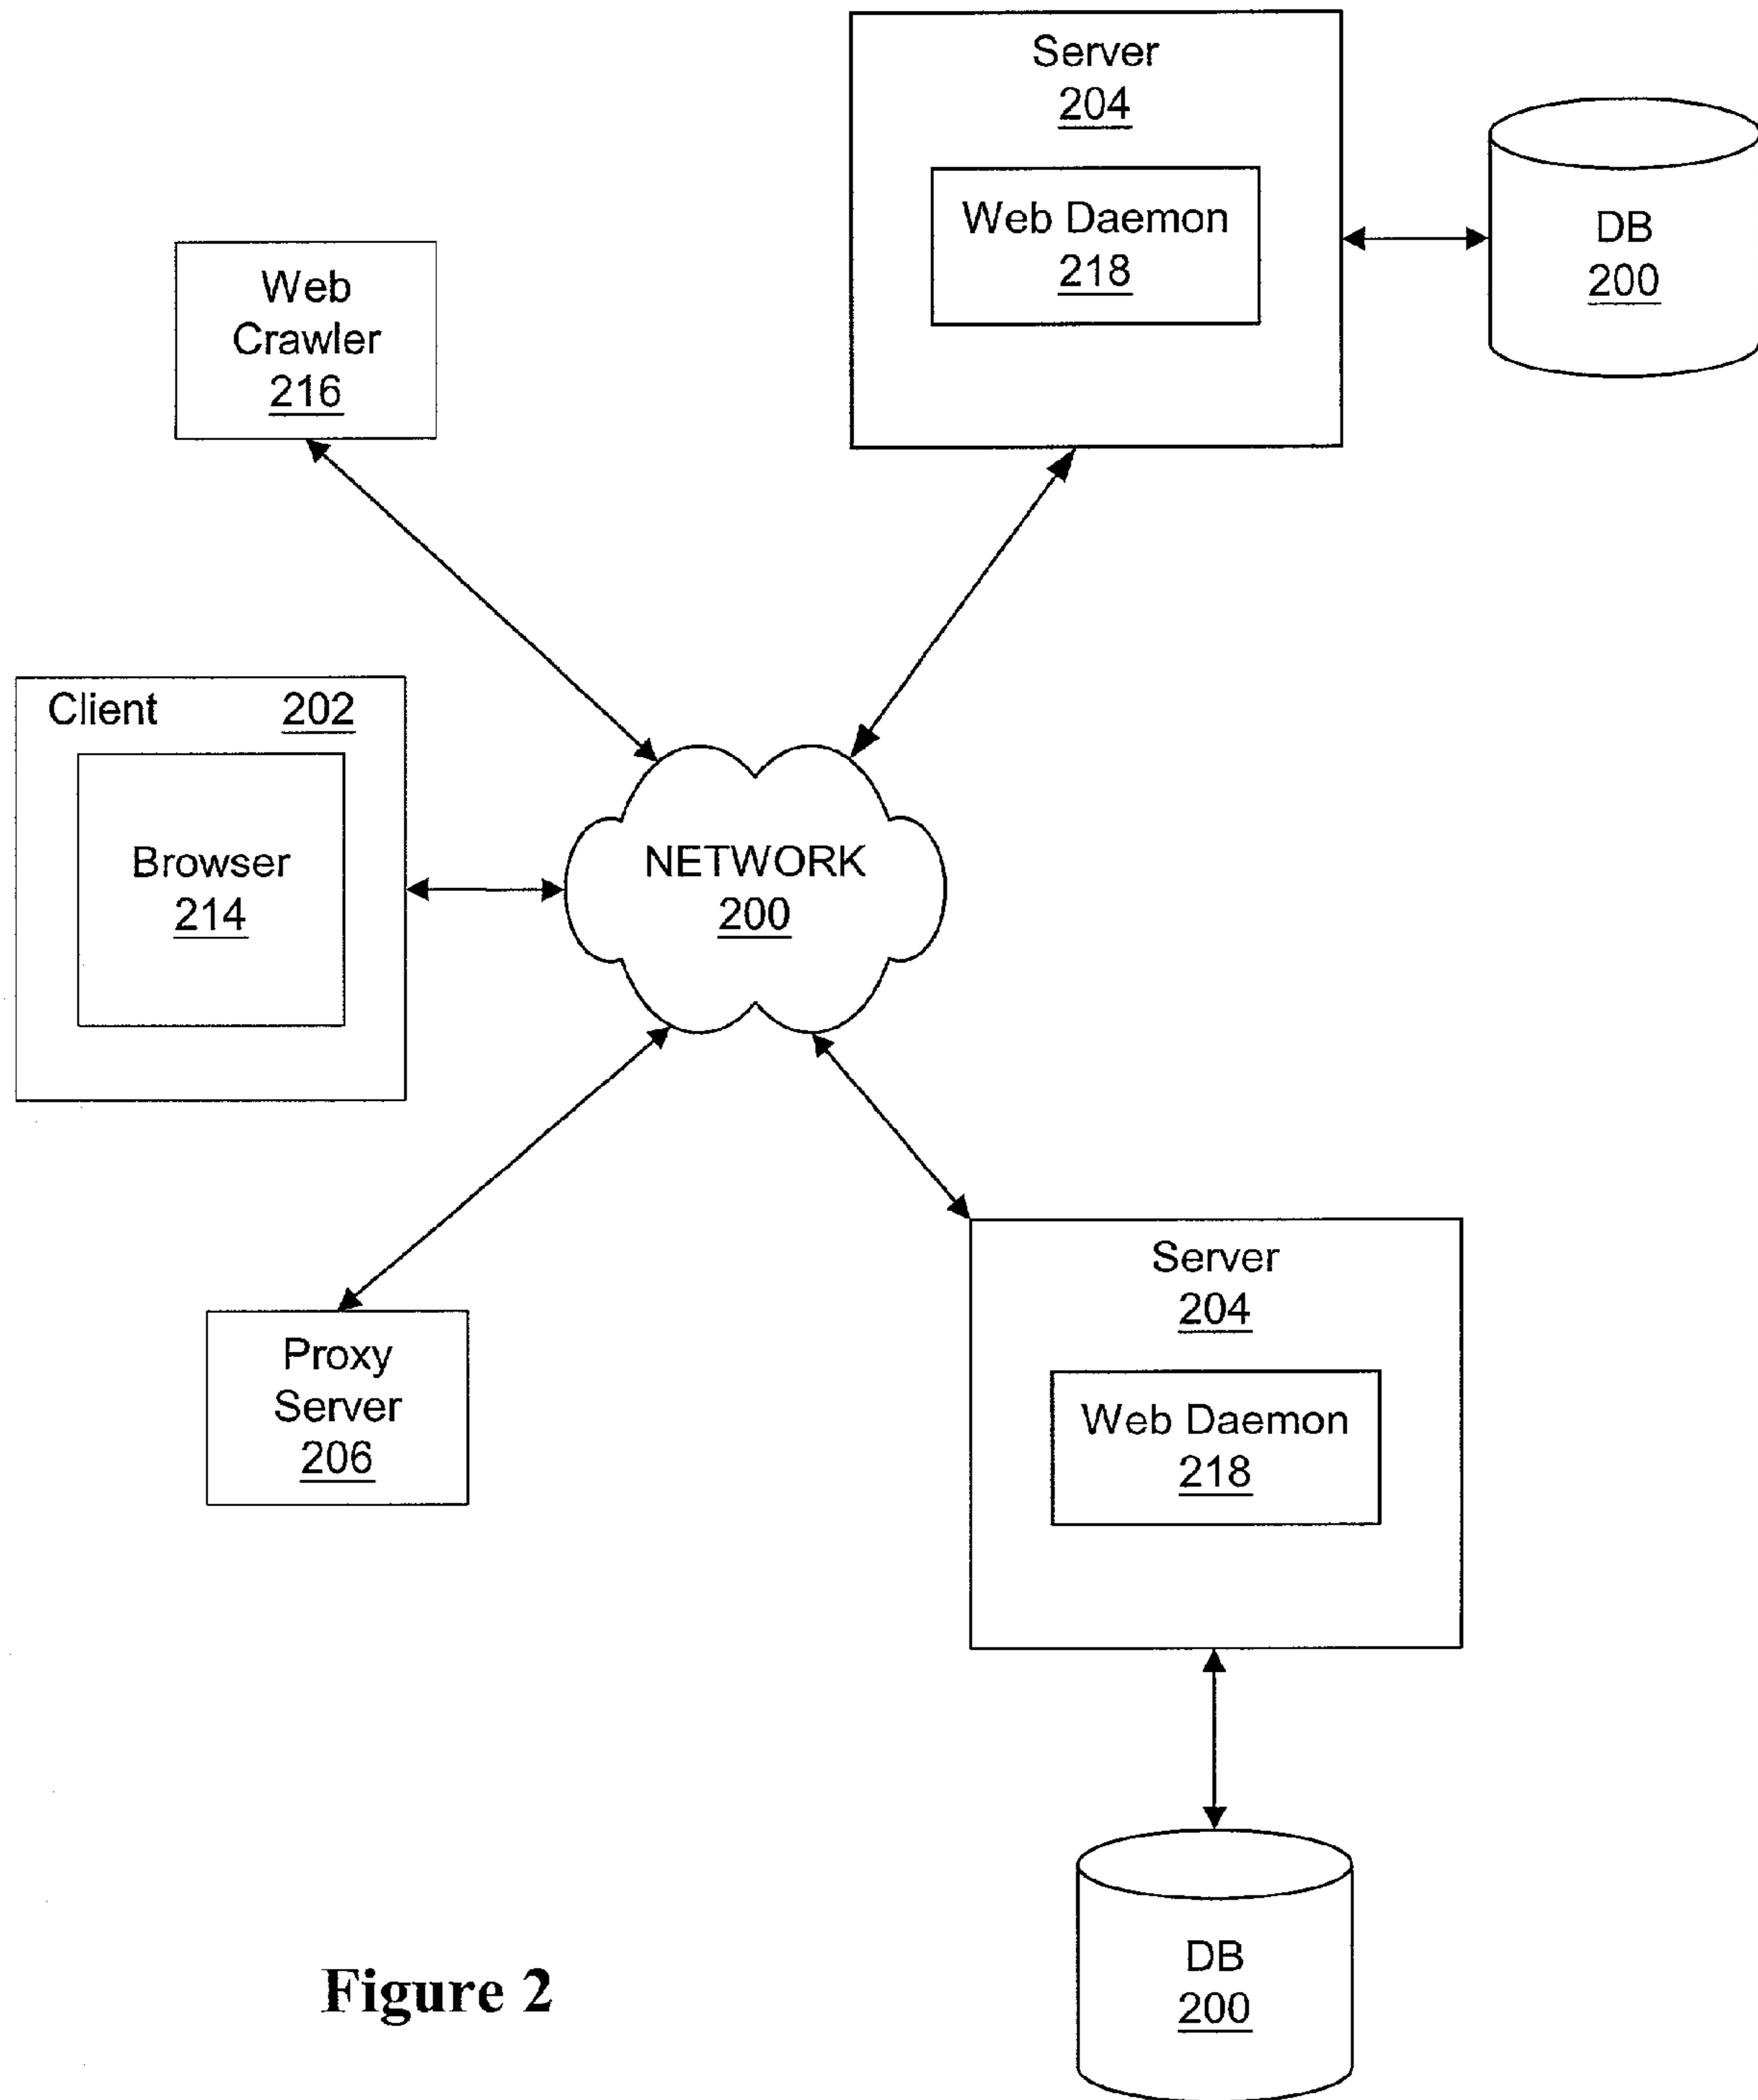 Server
204
Web Daemon
218
DB
200
Web
Crawler
216
Client 202
Browser
214
NETWORK
200
Proxy
Server
206
Server
204
Web Daemon
218
DB
200
Figure 2